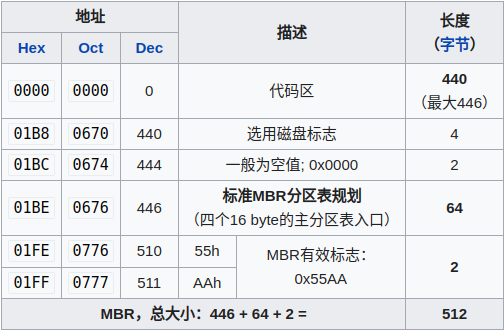 地址 描述 长度
（字节）
Hex Oct Dec
0000 0000 0 代码区 440
（最大446）
01B8 0670 440 选用磁盘标志 4
01BC 0674 444 一般为空值; 0x0000 2
01BE 0676 446 标准MBR分区表规划
（四个16 byte的主分区表入口） 64
01FE 0776 510 55h MBR有效标志：
0x55AA 2
01FF 0777 511 AAh
MBR，总大小：446 + 64 + 2 = 512